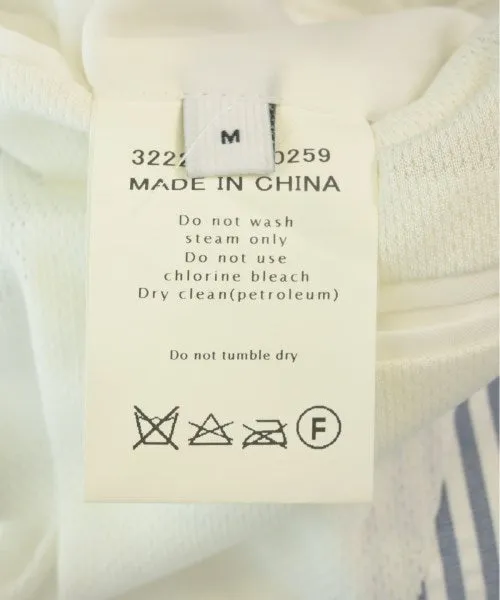 M
3222 0259
MADE IN CHINA
Do not wash
steam only
Do not use
chlorine bleach
Dry clean(petroleum)
Do not tumble dry
F